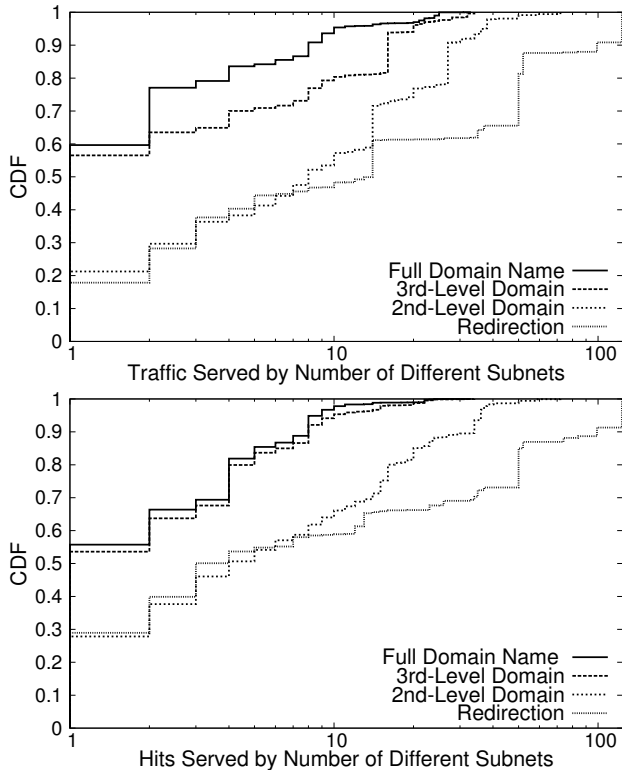 1
0.9
0.8
0.7
0.6
0.5
0.4
0.3
0.2
0.1
0
CDF
Full Domain Name
3rd-Level Domain
2nd-Level Domain
Redirection
1 10 100
Traffic Served by Number of Different Subnets
1
0.9
0.8
0.7
0.6
0.5
0.4
0.3
0.2
0.1
0
CDF
Full Domain Name
3rd-Level Domain
2nd-Level Domain
Redirection
1 10 100
Hits Served by Number of Different Subnets